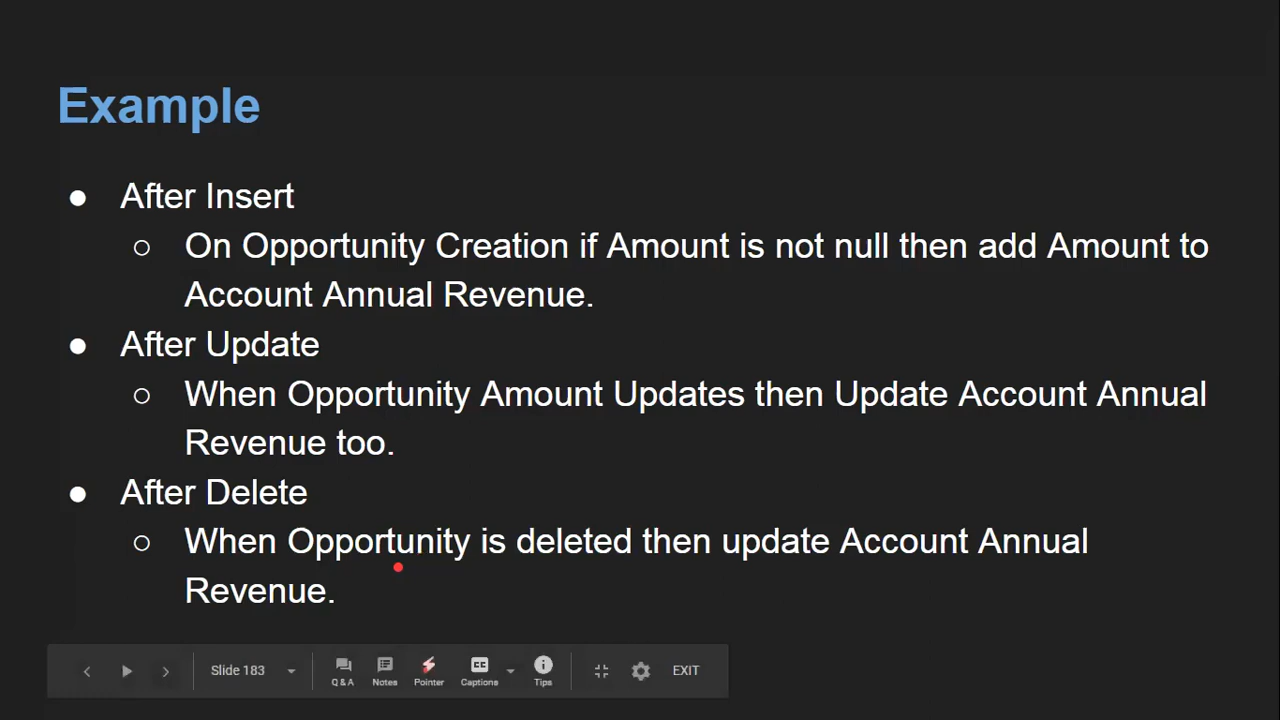 Example
● After Insert
○ On Opportunity Creation if Amount is not null then add Amount to
Account Annual Revenue.
● After Update
○ When Opportunity Amount Updates then Update Account Annual
Revenue too.
● After Delete
○ When Opportunity is deleted then update Account Annual
Revenue.
Slide 183 Q & A Notes Pointer CC Captions Tips EXIT